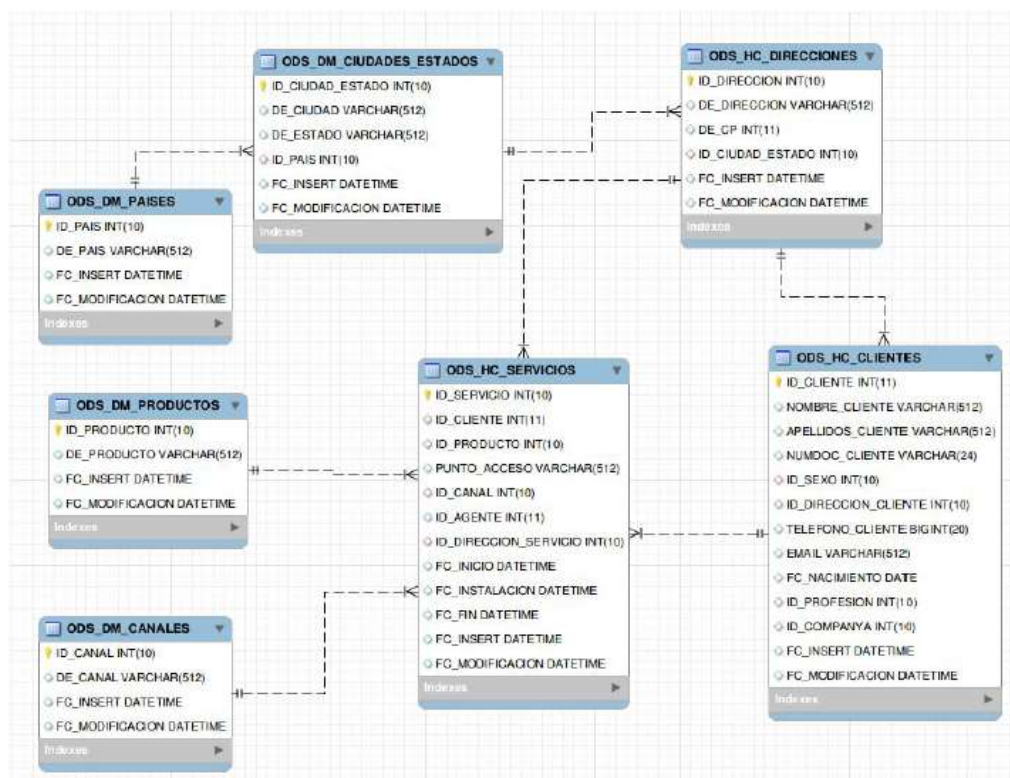 ODS_DM_CIUDADES_ESTADOS
ID_CIUDAD_ESTADO INT(10)
DE_CIUDAD VARCHAR(512)
DE_ESTADO VARCHAR(512)
ID_PAIS INT(10)
FC_INSERT DATETIME
FC_MODIFICACION DATETIME
Indexes
ODS_HC_DIRECCIONES
ID_DIRECCION INT(10)
DE_DIRECCION VARCHAR(512)
DE_CP INT(11)
ID_CIUDAD_ESTADO INT(10)
FC_INSERT DATETIME
FC_MODIFICACION DATETIME
Indexes
ODS_DM_PAISES
ID_PAIS INT(10)
DE_PAIS VARCHAR(512)
FC_INSERT DATETIME
FC_MODIFICACION DATETIME
Indexes
ODS_DM_PRODUCTOS
ID_PRODUCTO INT(10)
DE_PRODUCTO VARCHAR(512)
FC_INSERT DATETIME
FC_MODIFICACION DATETIME
Indexes
ODS_HC_SERVICIOS
ID_SERVICIO INT(10)
ID_CLIENTE INT(11)
ID_PRODUCTO INT(10)
PUNTO_ACCESO VARCHAR(512)
ID_CANAL INT(10)
ID_AGENTE INT(11)
ID_DIRECCION_SERVICIO INT(10)
FC_INICIO DATETIME
FC_INSTALACION DATETIME
FC_FIN DATETIME
FC_INSERT DATETIME
FC_MODIFICACION DATETIME
Indexes
ODS_HC_CLIENTES
ID_CLIENTE INT(11)
NOMBRE_CLIENTE VARCHAR(512)
APELLIDOS_CLIENTE VARCHAR(512)
NUMDOC_CLIENTE VARCHAR(24)
ID_SEXO INT(10)
ID_DIRECCION_CLIENTE INT(10)
TELEFONO_CLIENTE BIGINT(20)
EMAIL VARCHAR(512)
FC_NACIMIENTO DATE
ID_PROFESION INT(10)
ID_COMPANYA INT(10)
FC_INSERT DATETIME
FC_MODIFICACION DATETIME
Indexes
ODS_DM_CANALES
ID_CANAL INT(10)
DE_CANAL VARCHAR(512)
FC_INSERT DATETIME
FC_MODIFICACION DATETIME
Indexes